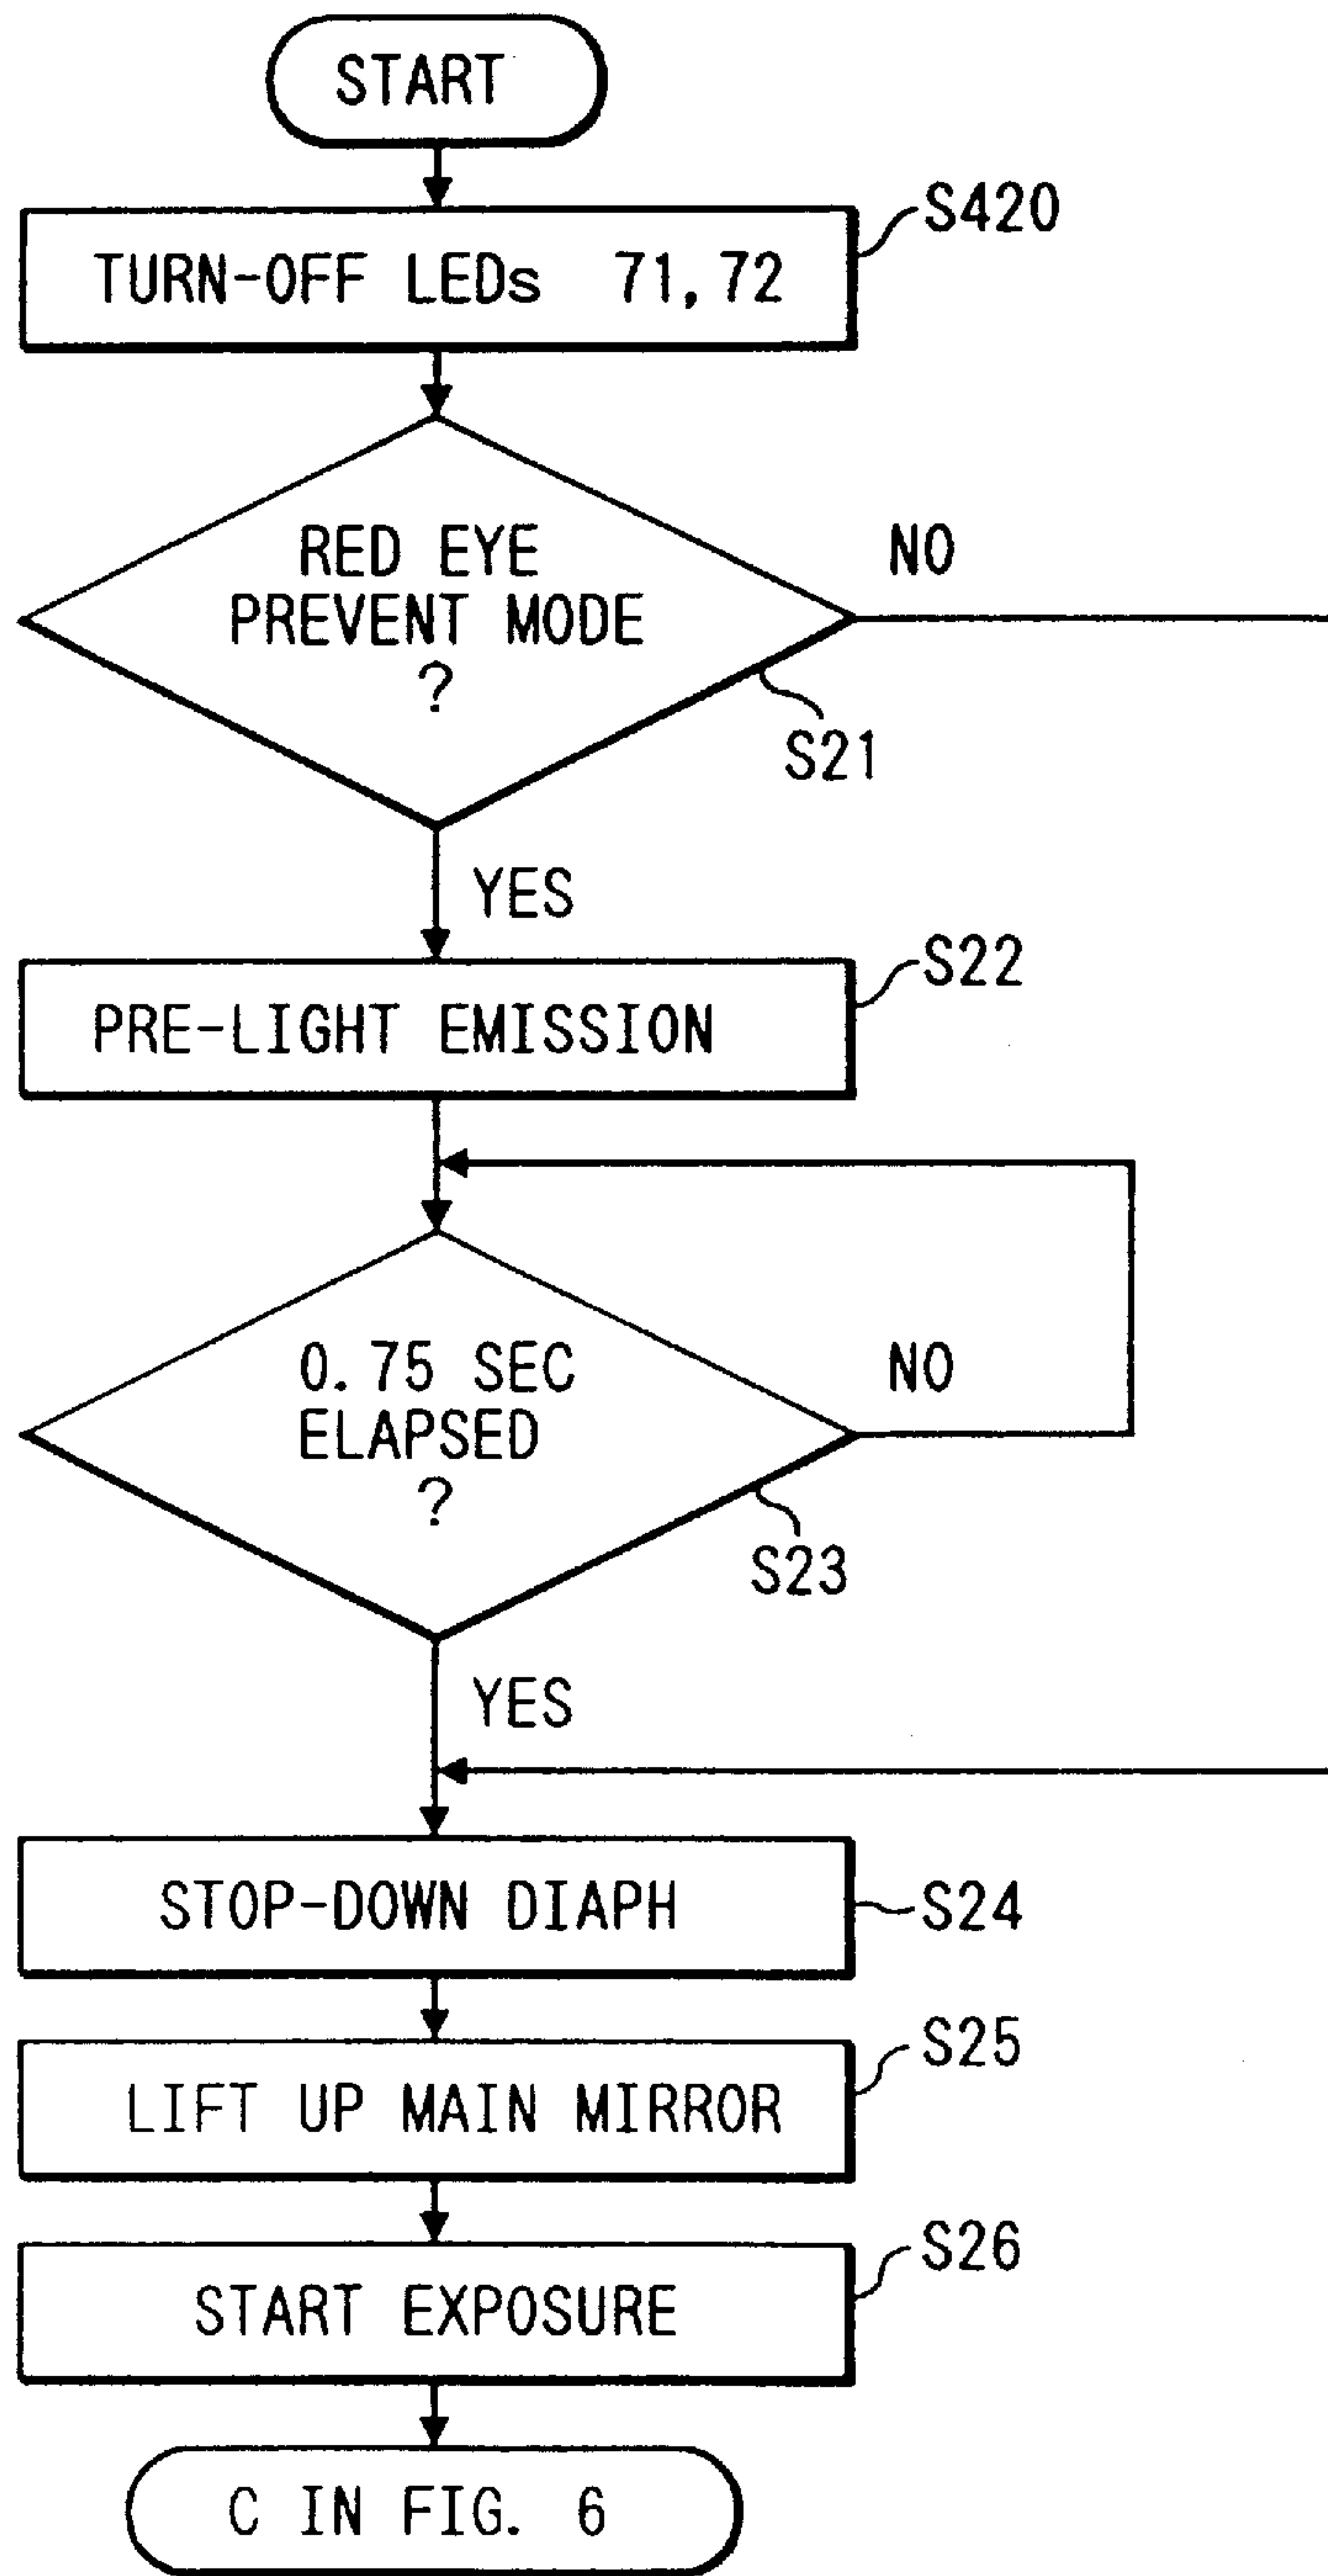 START
S420
TURN-OFF LEDs 71, 72
RED EYE
PREVENT MODE
?
NO
S21
YES
S22
PRE-LIGHT EMISSION
0.75 SEC
ELAPSED
?
NO
S23
YES
STOP-DOWN DIAPH
S24
S25
LIFT UP MAIN MIRROR
S26
START EXPOSURE
C IN FIG. 6